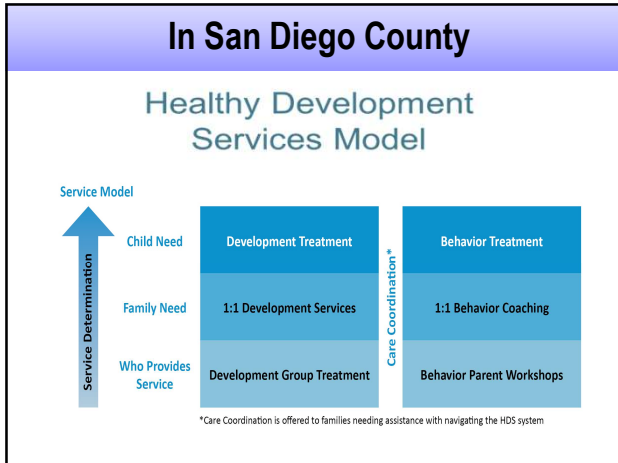 In San Diego County
Healthy Development
Services Model
Service Model
Service Determination
Child Need
Development Treatment
Care Coordination*
Behavior Treatment
Family Need
1:1 Development Services
1:1 Behavior Coaching
Who Provides
Service
Development Group Treatment
Behavior Parent Workshops
*Care Coordination is offered to families needing assistance with navigating the HDS system